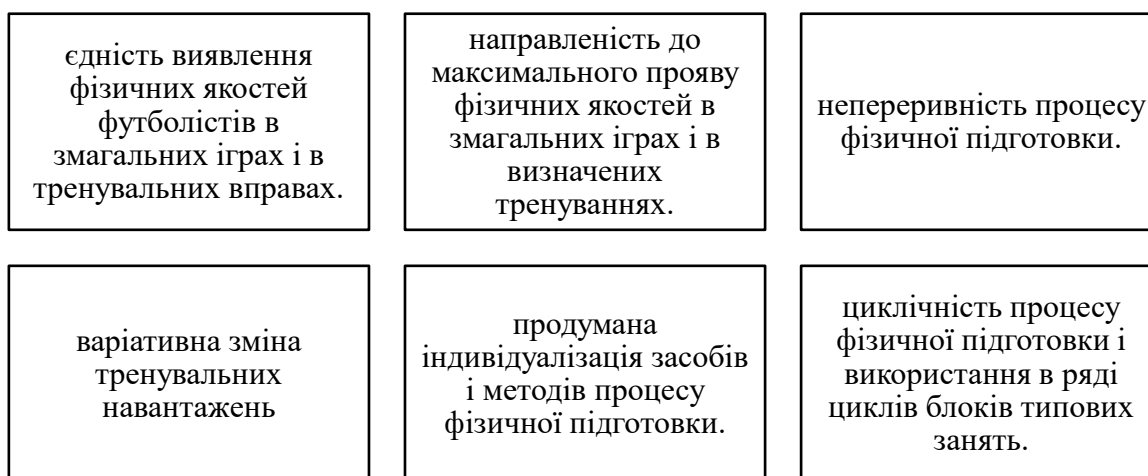 єдність виявлення
фізичних якостей
футболістів в
змагальних іграх і в
тренувальних вправах.
направленість до
максимального прояву
фізичних якостей в
змагальних іграх і в
визначених
тренуваннях.
непереривність процесу
фізичної підготовки.
варіативна зміна
тренувальних
навантажень
продумана
індивідуалізація засобів
і методів процесу
фізичної підготовки.
циклічність процесу
фізичної підготовки і
використання в ряді
циклів блоків типових
занять.